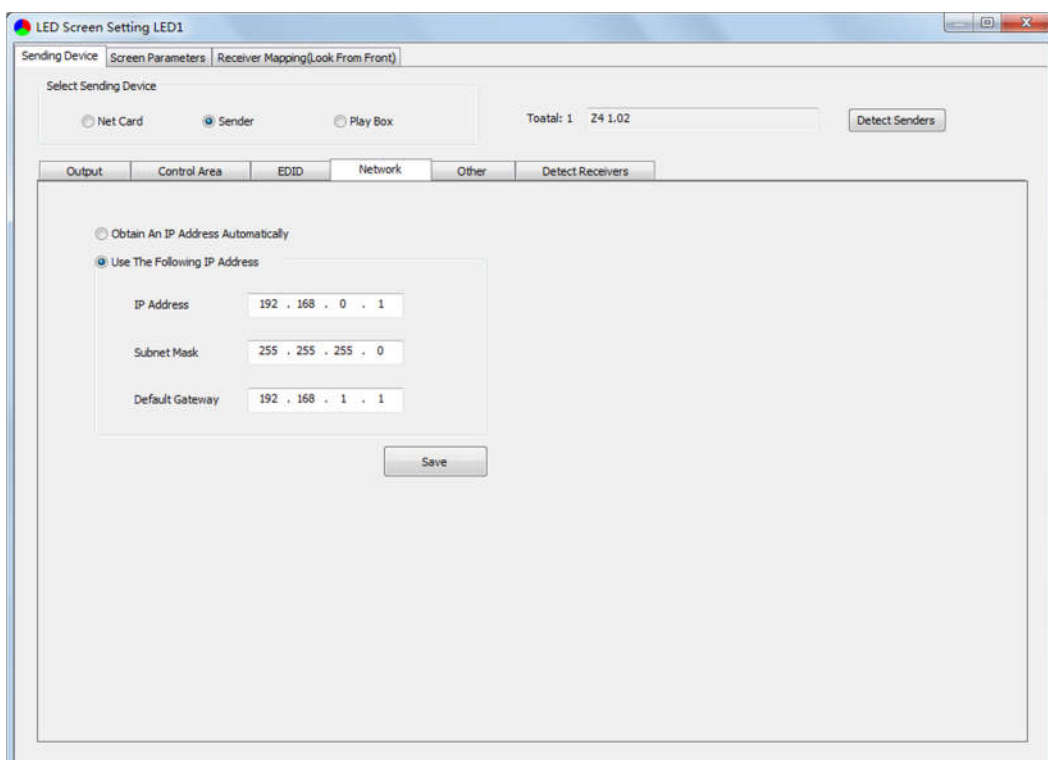 LED Screen Setting LED1
Sending Device Screen Parameters Receiver Mapping(Look From Front)
Select Sending Device
Net Card Sender Play Box
Toatal: 1 Z4 1.02 Detect Senders
Output Control Area EDID Network Other Detect Receivers
Obtain An IP Address Automatically
Use The Following IP Address
IP Address 192 . 168 . 0 . 1
Subnet Mask 255 . 255 . 255 . 0
Default Gateway 192 . 168 . 1 . 1
Save